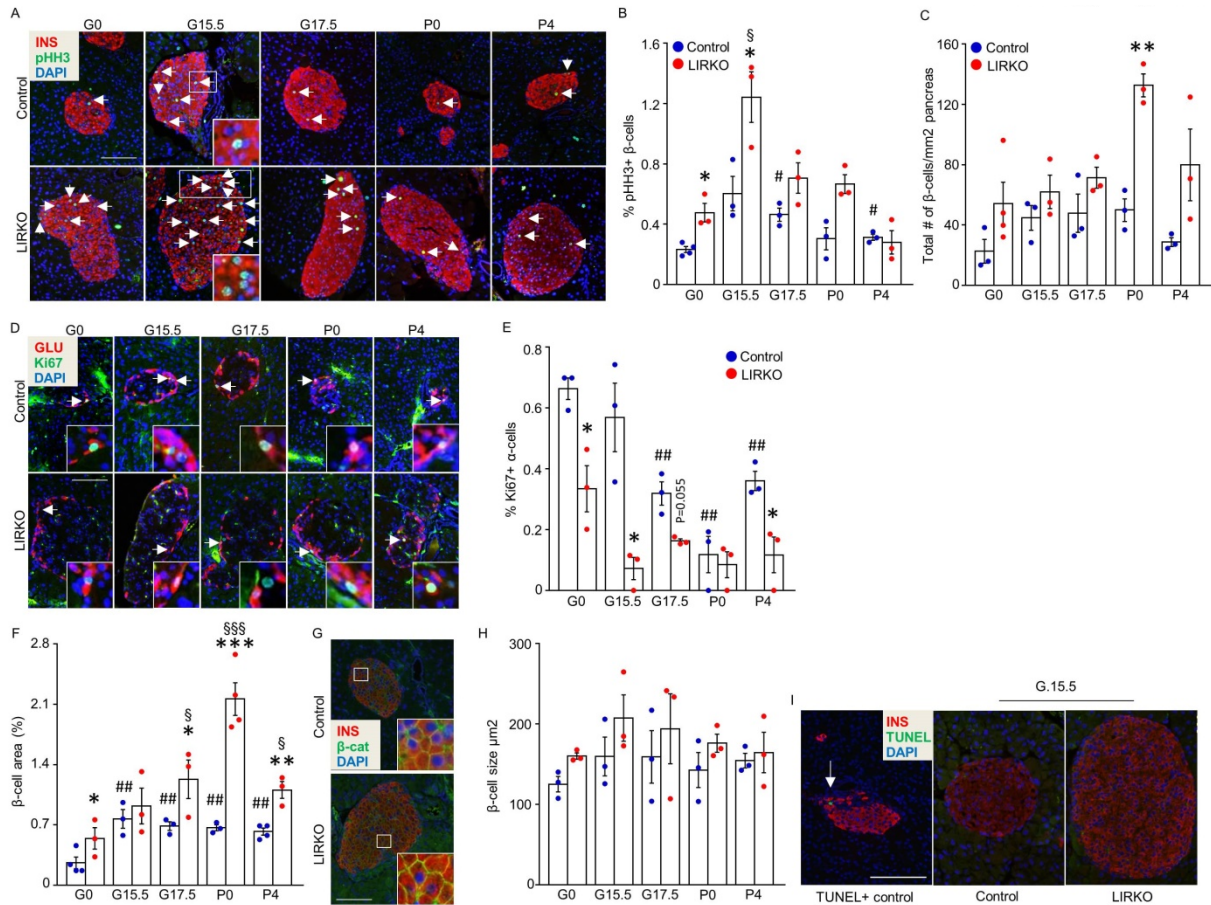 A
G0 G15.5 G17.5 P0 P4
INS
pHH3
DAPI
Control
LIRKO
B
% pHH3+ β-cells
1.6
1.2
0.8
0.4
0
Control
LIRKO
* § * # #
G0 G15.5 G17.5 P0 P4
C
Total # of β-cells/mm2 pancreas
160
120
80
40
0
Control
LIRKO
**
G0 G15.5 G17.5 P0 P4
D
G0 G15.5 G17.5 P0 P4
GLU
Ki67
DAPI
Control
LIRKO
E
% Ki67+ α-cells
0.8
0.6
0.4
0.2
0
Control
LIRKO
* * ## P=0.055 ## ## *
G0 G15.5 G17.5 P0 P4
F
β-cell area (%)
2.8
2.1
1.4
0.7
0
* ## ## § * ## §§§ *** ## § **
G0 G15.5 G17.5 P0 P4
G
Control
INS
β-cat
DAPI
LIRKO
H
β-cell size µm2
300
200
100
0
G0 G15.5 G17.5 P0 P4
I
G.15.5
INS
TUNEL
DAPI
TUNEL+ control Control LIRKO